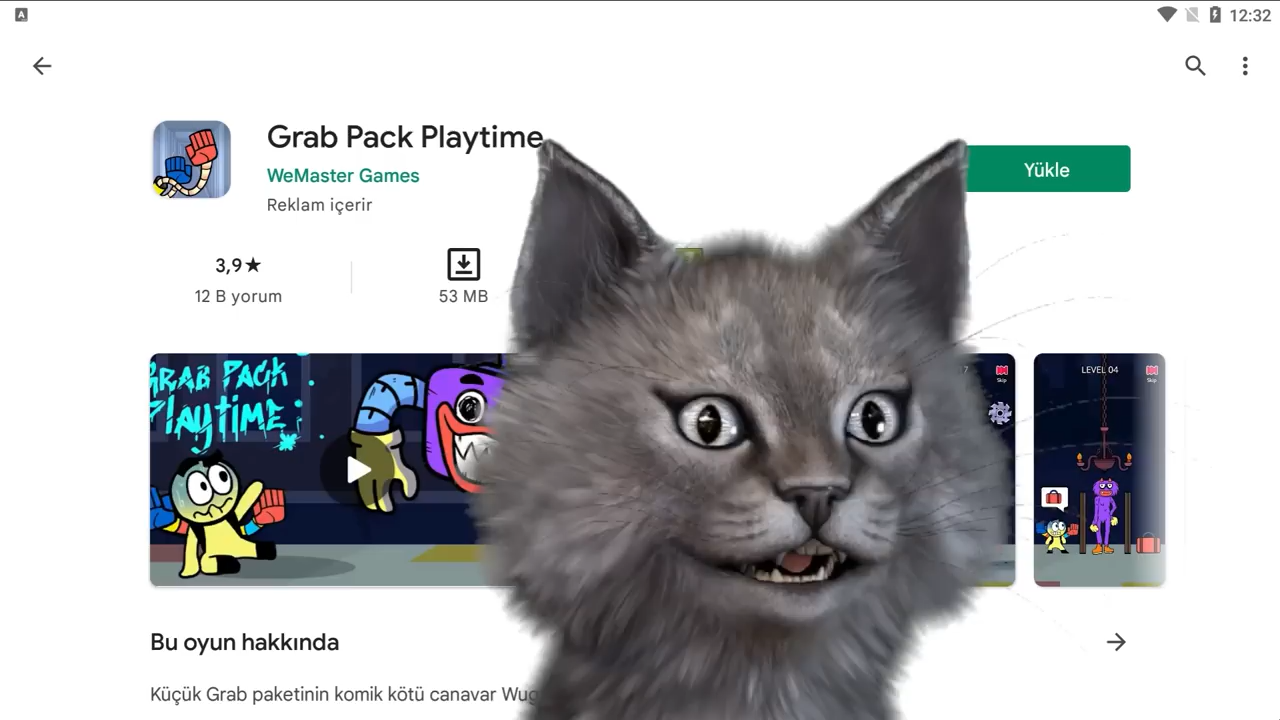 A
12:32
Grab Pack Playtime
WeMaster Games
Reklam içerir
Yükle
3,9★
12 B yorum
53 MB
GRAB PACK
PLAYTIME
7
Skip
LEVEL 04
Skip
Bu oyun hakkında
Küçük Grab paketinin komik kötü canavar